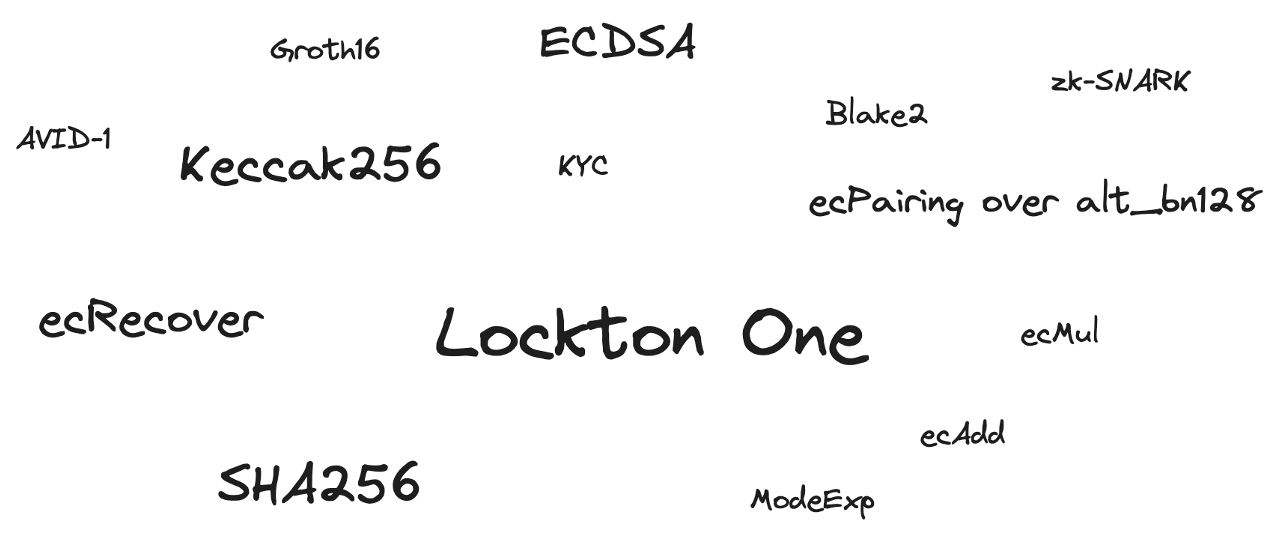 Groth16
ECDSA
zk-SNARK
Blake2
AVID-1
Keccak256
KYC
ecPairing over alt_bn128
ecRecover
Lockton One
ecMul
ecAdd
SHA256
ModeExp